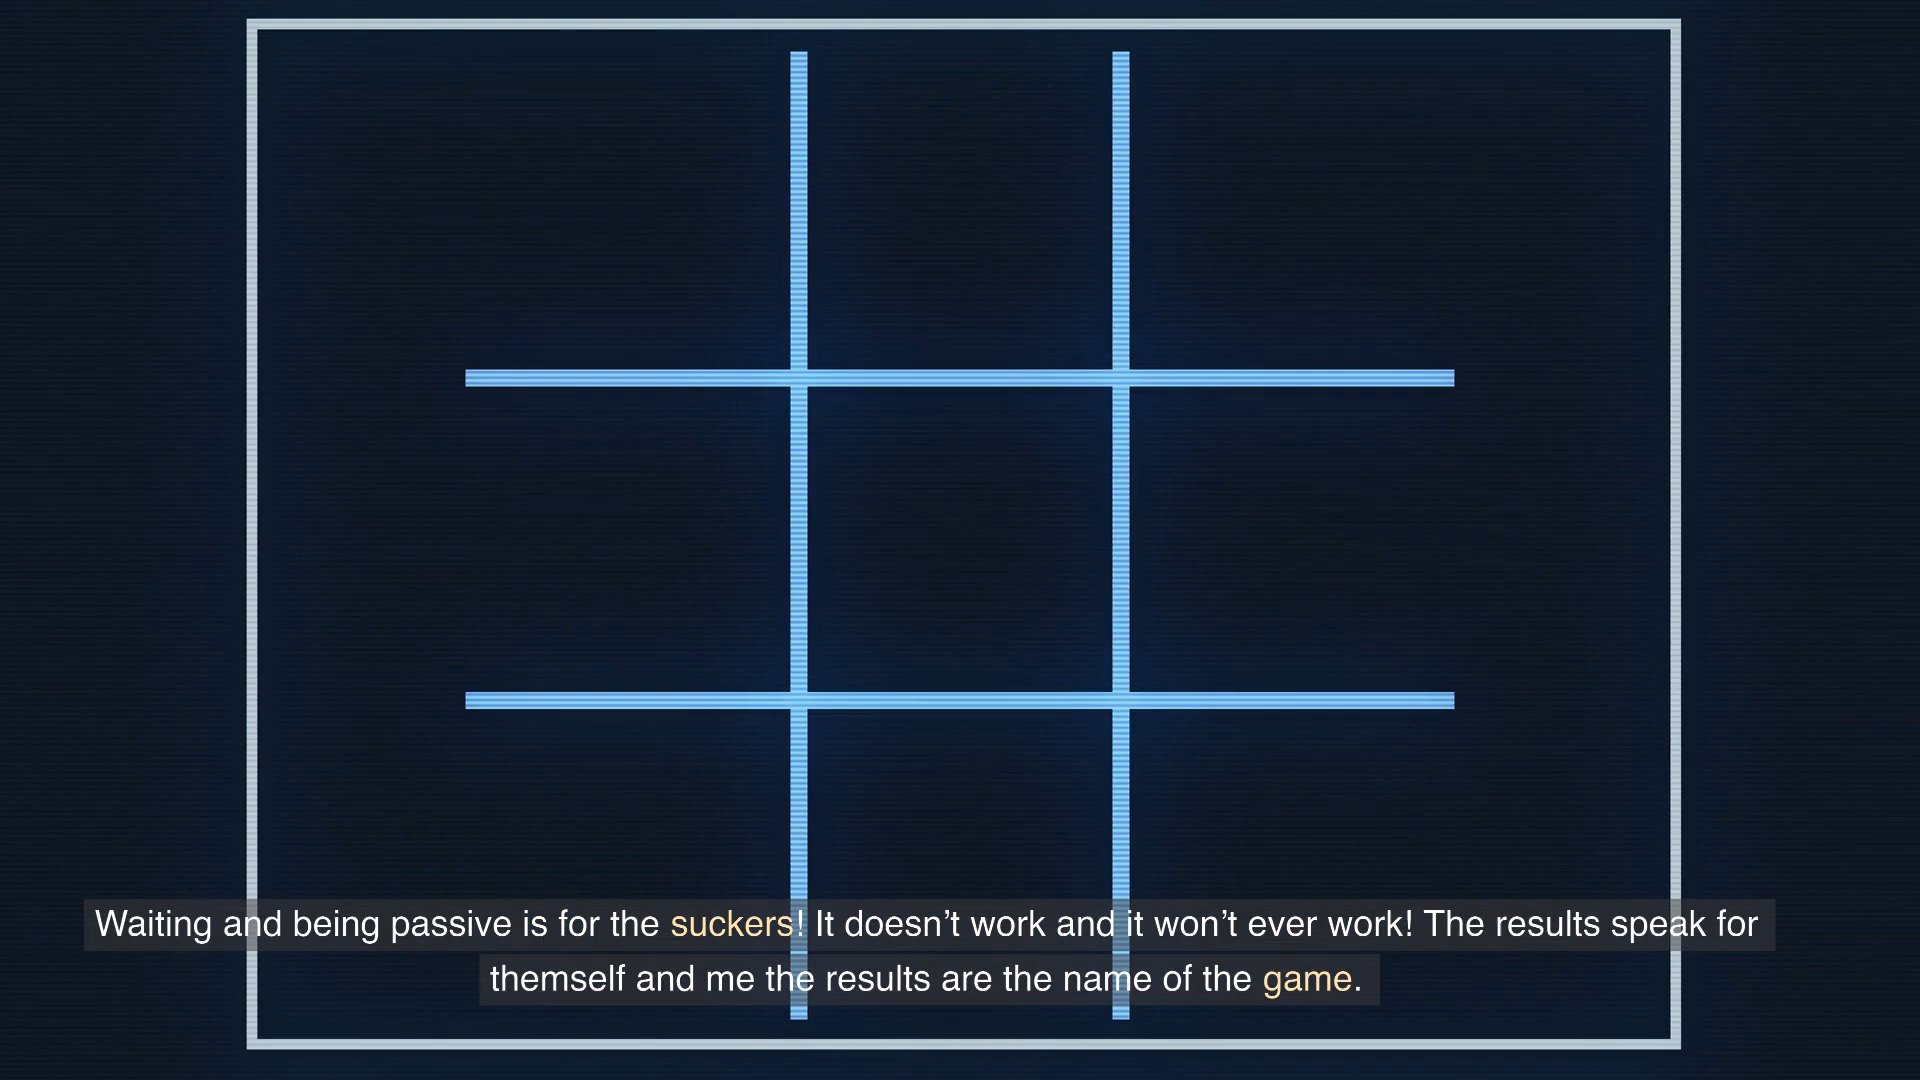 Waiting and being passive is for the suckers! It doesn’t work and it won’t ever work! The results speak for
themself and me the results are the name of the game.